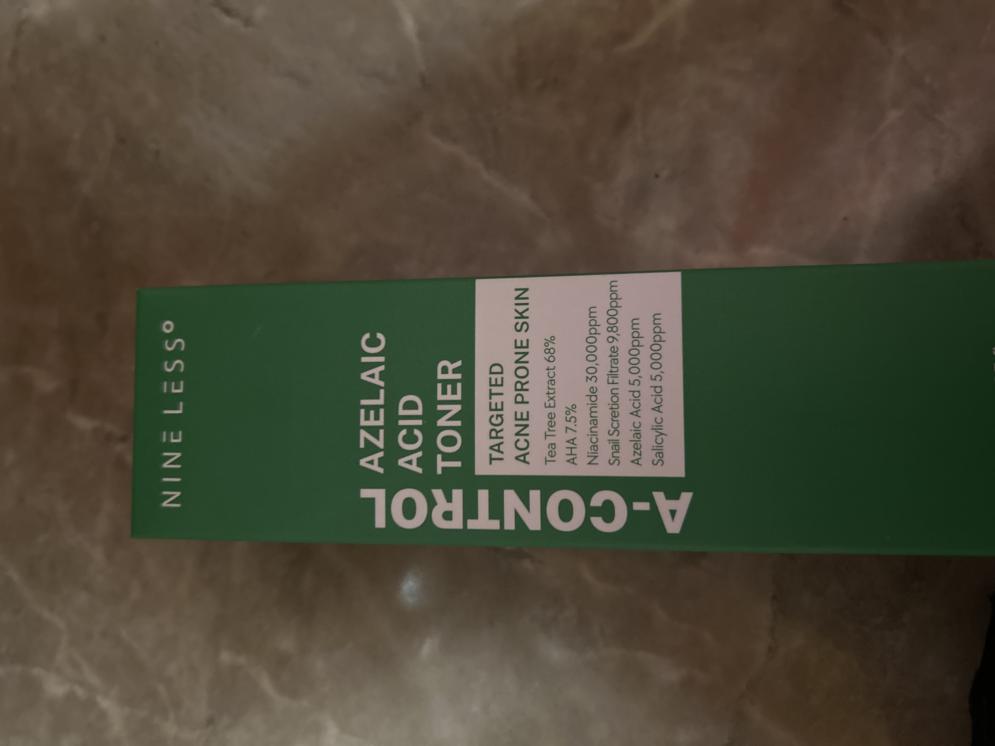 NINE LESS°
A-CONTROL
AZELAIC
ACID
TONER
TARGETED
ACNE PRONE SKIN
Tea Tree Extract 68%
AHA 7.5%
Niacinamide 30,000ppm
Snail Scretion Filtrate 9,800ppm
Azelaic Acid 5,000ppm
Salicylic Acid 5,000ppm